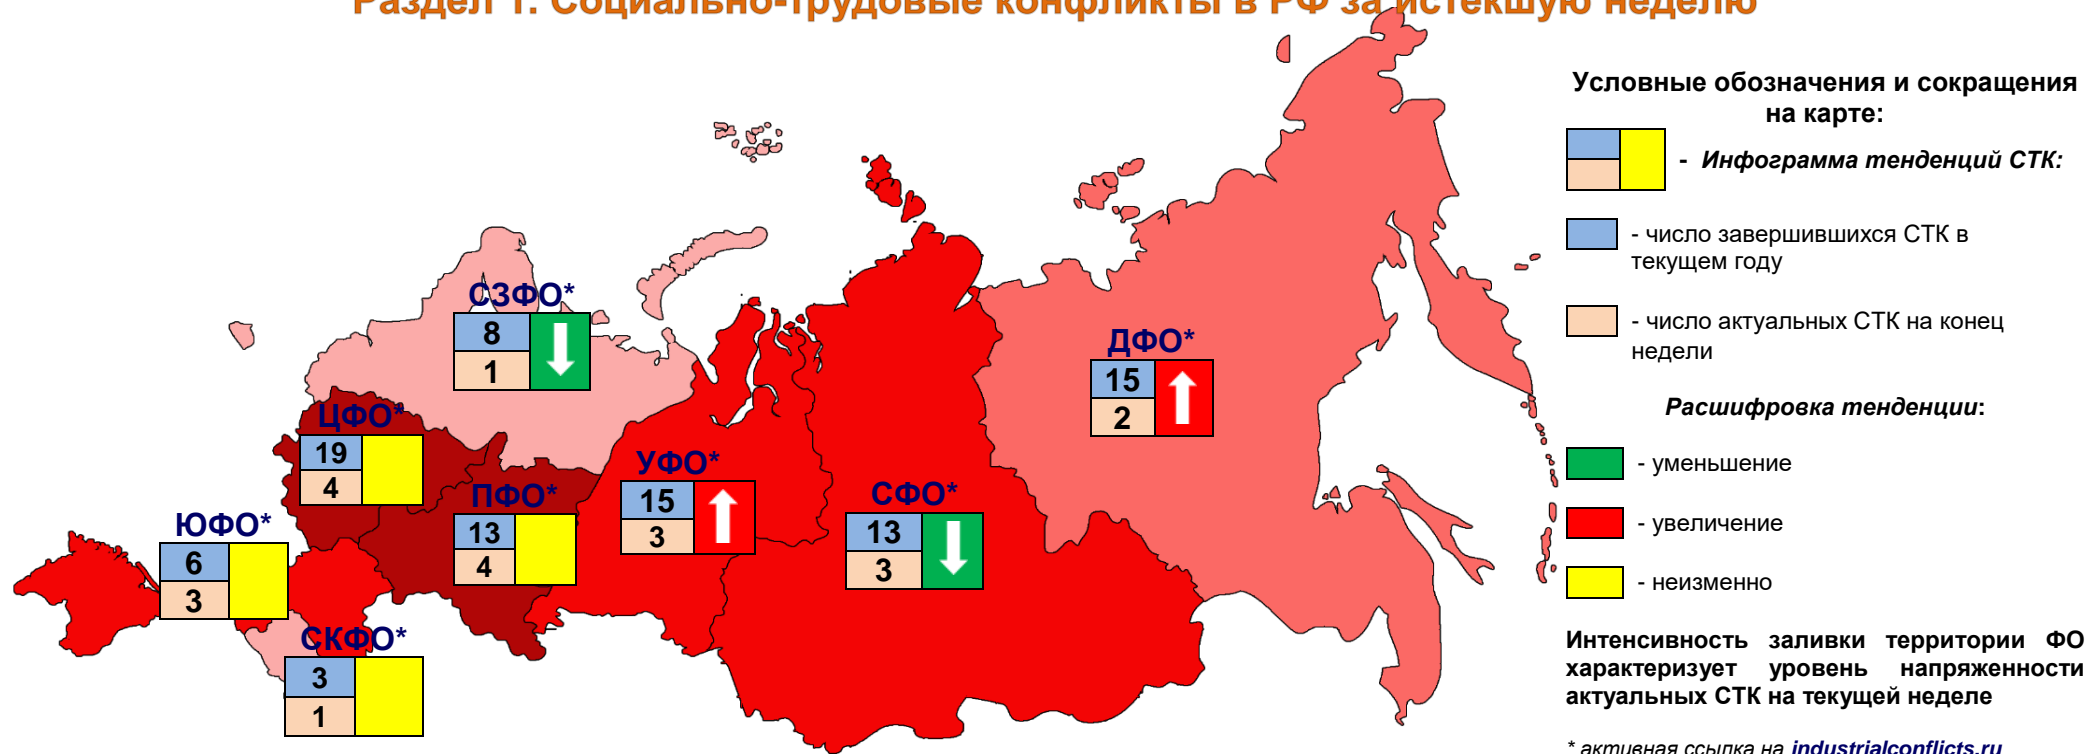 Раздел 1. Социально-трудовые конфликты в РФ за истекшую неделю
Условные обозначения и сокращения
на карте:
- Инфограмма тенденций СТК:
- число завершившихся СТК в
текущем году
- число актуальных СТК на конец
недели
Расшифровка тенденции:
- уменьшение
- увеличение
- неизменно
Интенсивность заливки территории ФО
характеризует уровень напряженности
актуальных СТК на текущей неделе
* активная ссылка на industrialconflicts.ru
СЗФО*
8
1
ДФО*
15
2
ЦФО*
19
4
УФО*
15
3
ПФО*
13
4
СФО*
13
3
ЮФО*
6
3
СКФО*
3
1